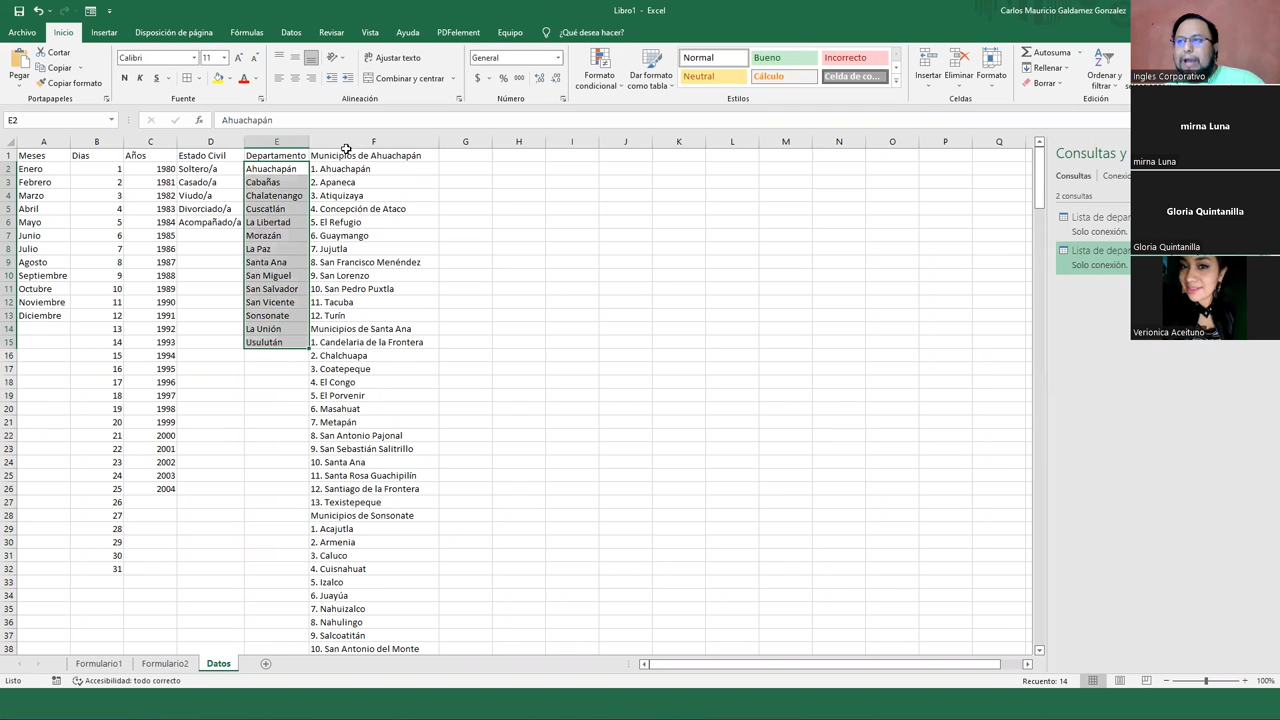 Libro1 - Excel
Carlos Mauricio Galdamez Gonzalez
Archivo Inicio Insertar Disposición de página Fórmulas Datos Revisar Vista Ayuda PDFelement Equipo ¿Qué desea hacer?
Pegar
Cortar
Copiar
Copiar formato
Portapapeles
Calibri 11
N K S
Fuente
Ajustar texto
Combinar y centrar
Alineación
General
$ % 000
Número
Formato condicional
Dar formato como tabla
Normal Bueno Incorrecto
Neutral Cálculo Celda de co...
Estilos
Insertar Eliminar Formato
Celdas
Autosuma
Rellenar
Borrar
Ordenar y filtrar
Edición
E2 Ahuachapán
A B C D E F G H I J K L M N O P Q
1 Meses Dias Años Estado Civil Departamento Municipios de Ahuachapán
2 Enero 1 1980 Soltero/a Ahuachapán 1. Ahuachapán
3 Febrero 2 1981 Casado/a Cabañas 2. Apaneca
4 Marzo 3 1982 Viudo/a Chalatenango 3. Atiquizaya
5 Abril 4 1983 Divorciado/a Cuscatlán 4. Concepción de Ataco
6 Mayo 5 1984 Acompañado/a La Libertad 5. El Refugio
7 Junio 6 1985 Morazán 6. Guaymango
8 Julio 7 1986 La Paz 7. Jujutla
9 Agosto 8 1987 Santa Ana 8. San Francisco Menéndez
10 Septiembre 9 1988 San Miguel 9. San Lorenzo
11 Octubre 10 1989 San Salvador 10. San Pedro Puxtla
12 Noviembre 11 1990 San Vicente 11. Tacuba
13 Diciembre 12 1991 Sonsonate 12. Turín
14 13 1992 La Unión Municipios de Santa Ana
15 14 1993 Usulután 1. Candelaria de la Frontera
16 15 1994 2. Chalchuapa
17 16 1995 3. Coatepeque
18 17 1996 4. El Congo
19 18 1997 5. El Porvenir
20 19 1998 6. Masahuat
21 20 1999 7. Metapán
22 21 2000 8. San Antonio Pajonal
23 22 2001 9. San Sebastián Salitrillo
24 23 2002 10. Santa Ana
25 24 2003 11. Santa Rosa Guachipilín
26 25 2004 12. Santiago de la Frontera
27 26 13. Texistepeque
28 27 Municipios de Sonsonate
29 28 1. Acajutla
30 29 2. Armenia
31 30 3. Caluco
32 31 4. Cuisnahuat
33 5. Izalco
34 6. Juayúa
35 7. Nahuizalco
36 8. Nahulingo
37 9. Salcoatitán
38 10. San Antonio del Monte
Consultas y
Consultas Conexio
2 consultas
Lista de depar
Solo conexión.
Lista de depar
Solo conexión.
Ingles Corporativo
mirna Luna
mirna Luna
Gloria Quintanilla
Gloria Quintanilla
Veronica Aceituno
Formulario1 Formulario2 Datos
Listo Accesibilidad: todo correcto Recuento: 14 100%